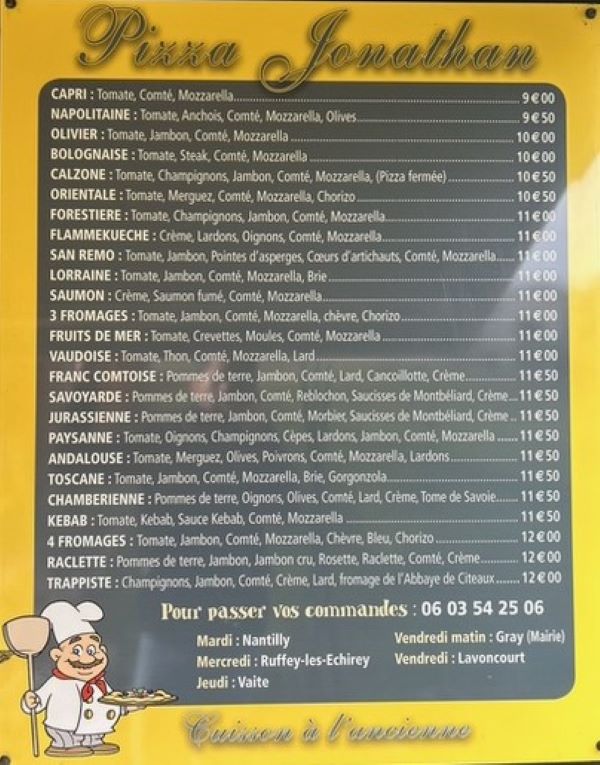 Pizza Jonathan
CAPRI : Tomate, Comté, Mozzarella 9€00
NAPOLITAINE : Tomate, Anchois, Comté, Mozzarella, Olives 9€50
OLIVIER : Tomate, Jambon, Comté, Mozzarella 10€00
BOLOGNAISE : Tomate, Steak, Comté, Mozzarella 10€00
CALZONE : Tomate, Champignons, Jambon, Comté, Mozzarella, (Pizza fermée) 10€50
ORIENTALE : Tomate, Merguez, Comté, Mozzarella, Chorizo 10€50
FORESTIERE : Tomate, Champignons, Jambon, Comté, Mozzarella 11€00
FLAMMEKUECHE : Crème, Lardons, Oignons, Comté, Mozzarella 11€00
SAN REMO : Tomate, Jambon, Pointes d'asperges, Cœurs d'artichauts, Comté, Mozzarella 11€00
LORRAINE : Tomate, Jambon, Comté, Mozzarella, Brie 11€00
SAUMON : Crème, Saumon fumé, Comté, Mozzarella 11€00
3 FROMAGES : Tomate, Jambon, Comté, Mozzarella, chèvre, Chorizo 11€00
FRUITS DE MER : Tomate, Crevettes, Moules, Comté, Mozzarella 11€00
VAUDOISE : Tomate, Thon, Comté, Mozzarella, Lard 11€00
FRANC COMTOISE : Pommes de terre, Jambon, Comté, Lard, Cancoillotte, Crème 11€50
SAVOYARDE : Pommes de terre, Jambon, Comté, Reblochon, Saucisses de Montbéliard, Crème 11€50
JURASSIENNE : Pommes de terre, Jambon, Comté, Morbier, Saucisses de Montbéliard, Crème 11€50
PAYSANNE : Tomate, Oignons, Champignons, Cèpes, Lardons, Jambon, Comté, Mozzarella 11€50
ANDALOUSE : Tomate, Merguez, Olives, Poivrons, Comté, Mozzarella, Lardons 11€50
TOSCANE : Tomate, Jambon, Comté, Mozzarella, Brie, Gorgonzola 11€50
CHAMBERIENNE : Pommes de terre, Oignons, Olives, Comté, Lard, Crème, Tome de Savoie 11€50
KEBAB : Tomate, Kebab, Sauce Kebab, Comté, Mozzarella 11€50
4 FROMAGES : Tomate, Jambon, Comté, Mozzarella, Chèvre, Bleu, Chorizo 12€00
RACLETTE : Pommes de terre, Jambon, Jambon cru, Rosette, Raclette, Comté, Crème 12€00
TRAPPISTE : Champignons, Jambon, Comté, Crème, Lard, fromage de l'Abbaye de Citeaux 12€00
Pour passer vos commandes : 06 03 54 25 06
Mardi : Nantilly
Mercredi : Ruffey-les-Echirey
Jeudi : Vaite
Vendredi matin : Gray (Mairie)
Vendredi : Lavoncourt
Cuisson à l'ancienne